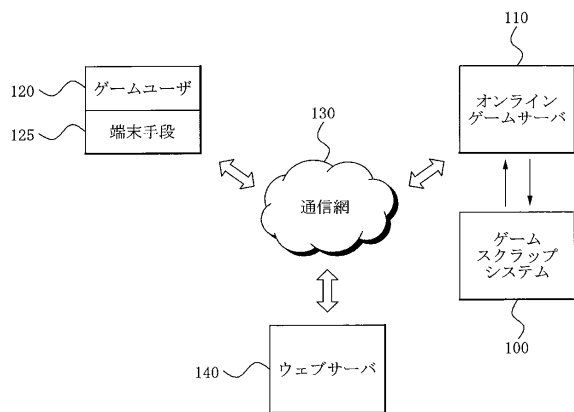 110
120
ゲームユーザ
オンライン
ゲームサーバ
125
端末手段
130
通信網
ゲーム
スクラップ
システム
100
140
ウェブサーバ